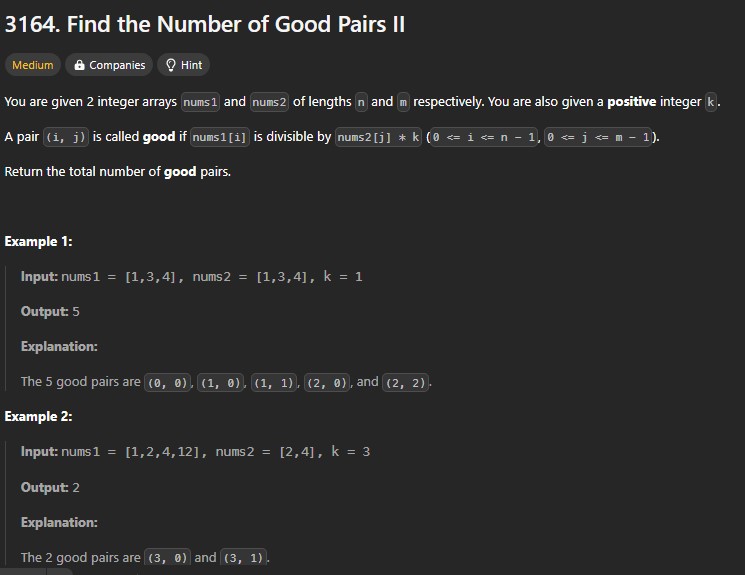 3164. Find the Number of Good Pairs II
Medium Companies Hint
You are given 2 integer arrays nums1 and nums2 of lengths n and m respectively. You are also given a positive integer k.
A pair (i, j) is called good if nums1[i] is divisible by nums2[j] * k (0 <= i <= n - 1, 0 <= j <= m - 1).
Return the total number of good pairs.
Example 1:
Input: nums1 = [1,3,4], nums2 = [1,3,4], k = 1
Output: 5
Explanation:
The 5 good pairs are (0, 0), (1, 0), (1, 1), (2, 0), and (2, 2).
Example 2:
Input: nums1 = [1,2,4,12], nums2 = [2,4], k = 3
Output: 2
Explanation:
The 2 good pairs are (3, 0) and (3, 1).